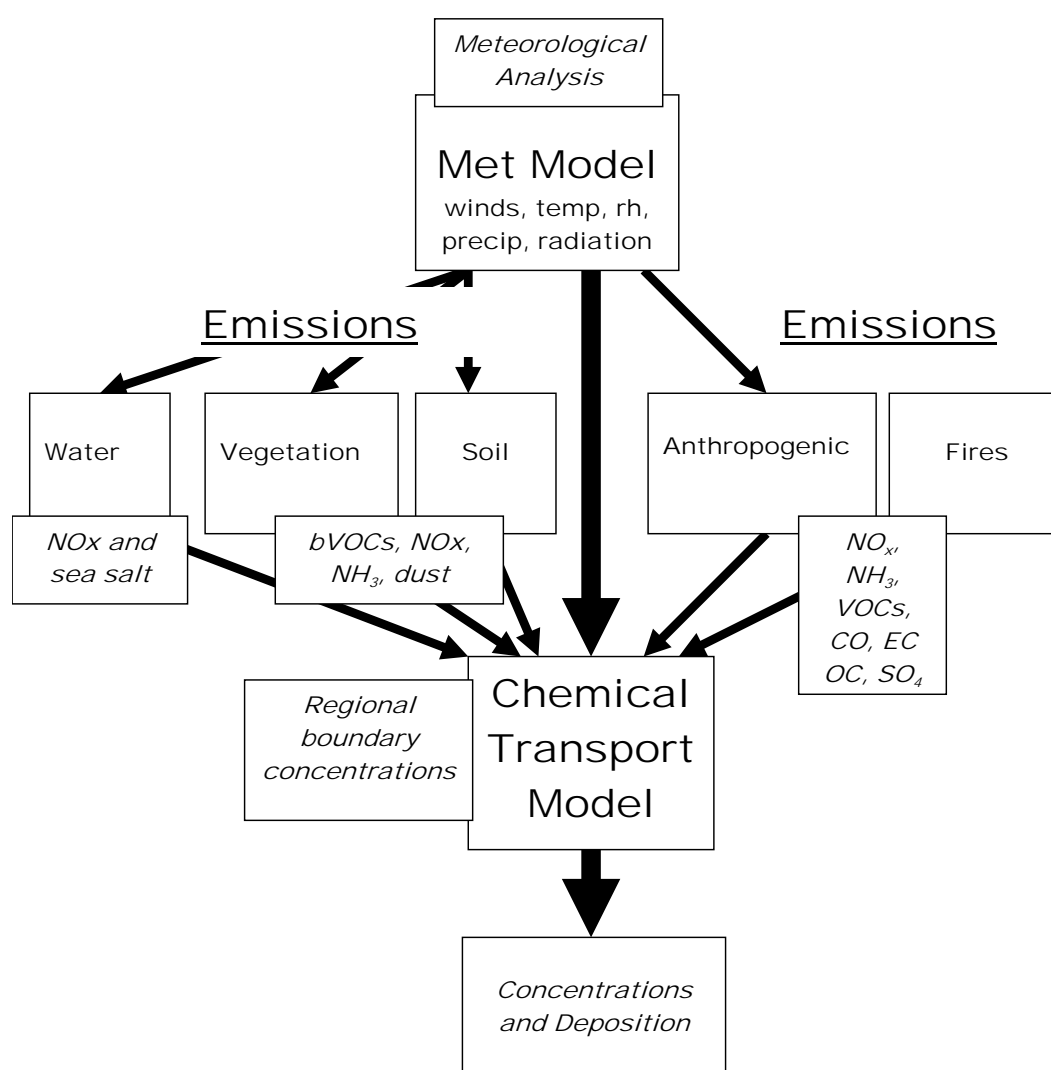 Meteorological
Analysis
Met Model
winds, temp, rh,
precip, radiation
Emissions
Emissions
Water
Vegetation
Soil
Anthropogenic
Fires
NOx and
sea salt
bVOCs, NOx,
NH₃, dust
NOₓ,
NH₃,
VOCs,
CO, EC
OC, SO₄
Regional
boundary
concentrations
Chemical
Transport
Model
Concentrations
and Deposition